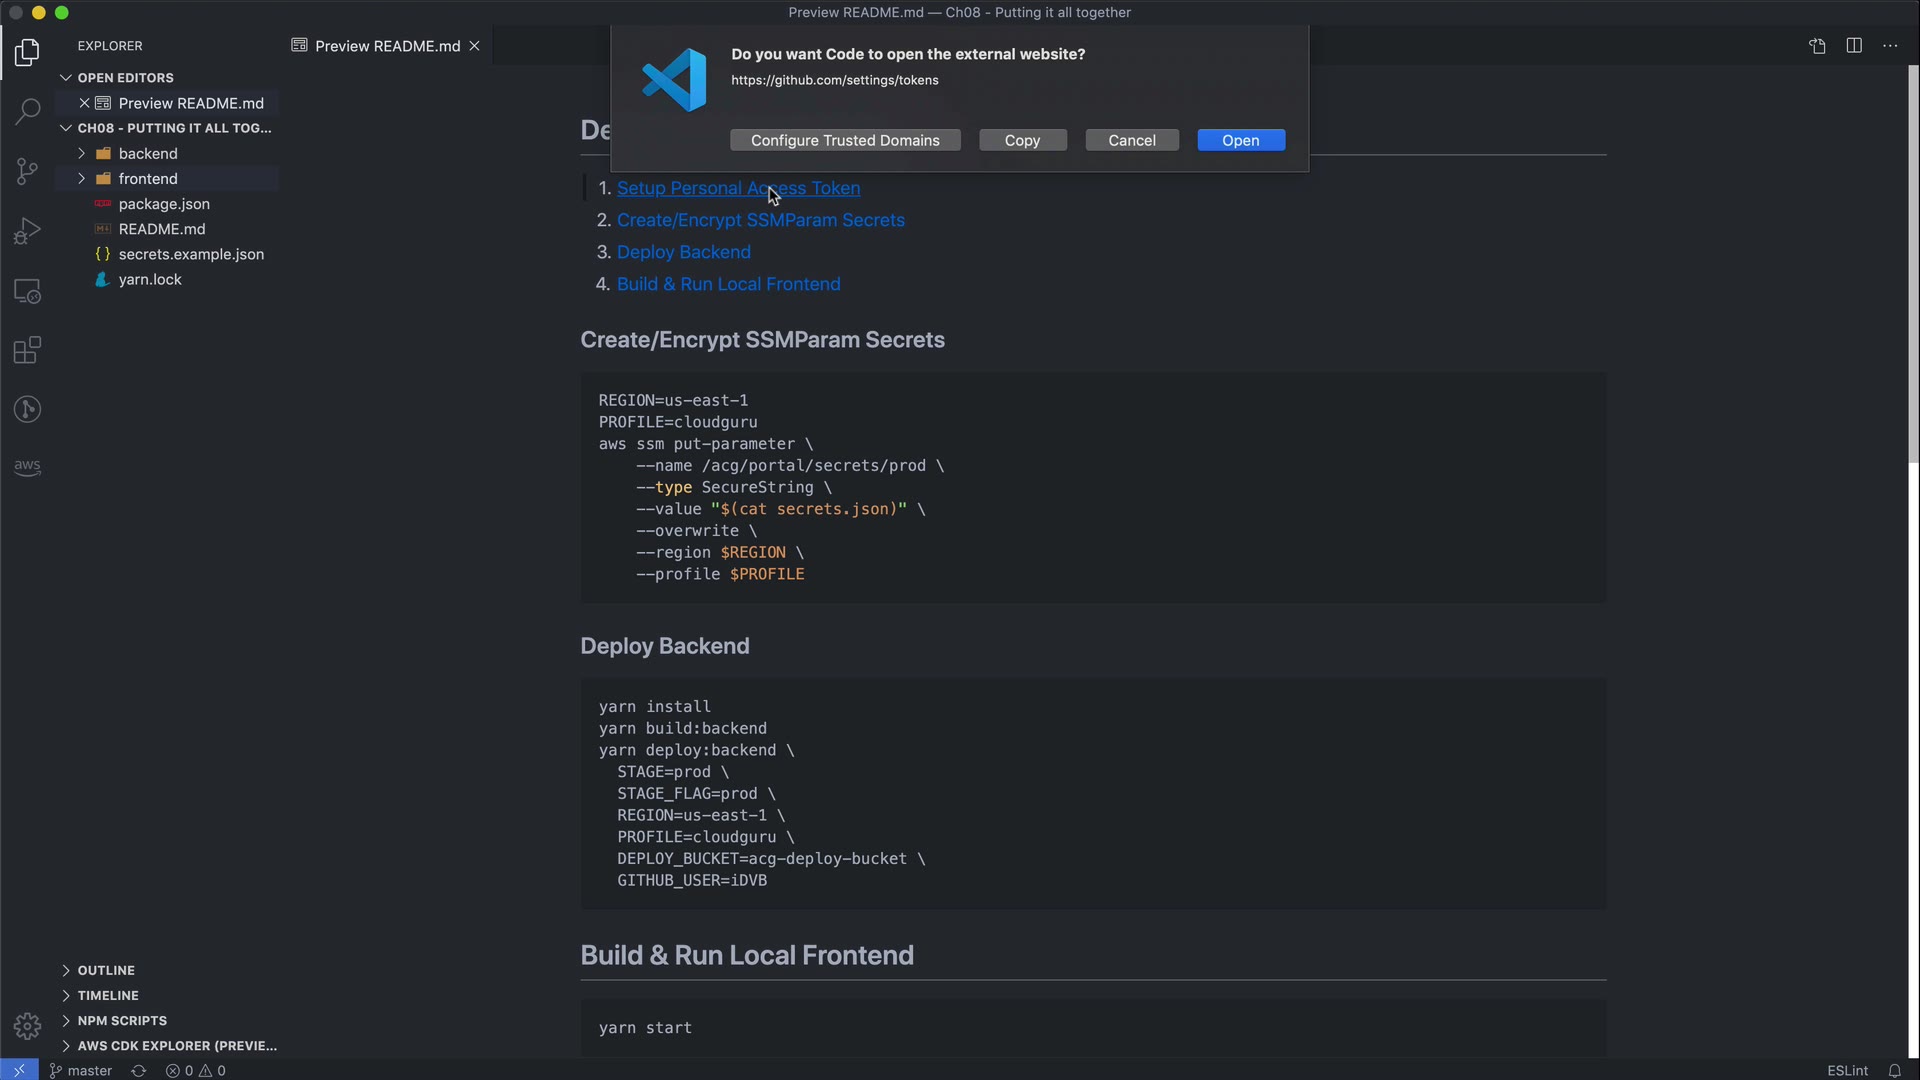 Preview README.md — Ch08 - Putting it all together
EXPLORER
Preview README.md
OPEN EDITORS
Preview README.md
CH08 - PUTTING IT ALL TOG...
backend
frontend
package.json
README.md
{ } secrets.example.json
yarn.lock
aws
OUTLINE
TIMELINE
NPM SCRIPTS
AWS CDK EXPLORER (PREVIE...
Do you want Code to open the external website?
https://github.com/settings/tokens
Configure Trusted Domains
Copy
Cancel
Open
De
1. Setup Personal Access Token
2. Create/Encrypt SSMParam Secrets
3. Deploy Backend
4. Build & Run Local Frontend
Create/Encrypt SSMParam Secrets
REGION=us-east-1
PROFILE=cloudguru
aws ssm put-parameter \
--name /acg/portal/secrets/prod \
--type SecureString \
--value "$(cat secrets.json)" \
--overwrite \
--region $REGION \
--profile $PROFILE
Deploy Backend
yarn install
yarn build:backend
yarn deploy:backend \
STAGE=prod \
STAGE_FLAG=prod \
REGION=us-east-1 \
PROFILE=cloudguru \
DEPLOY_BUCKET=acg-deploy-bucket \
GITHUB_USER=iDVB
Build & Run Local Frontend
yarn start
master
0
0
ESLint